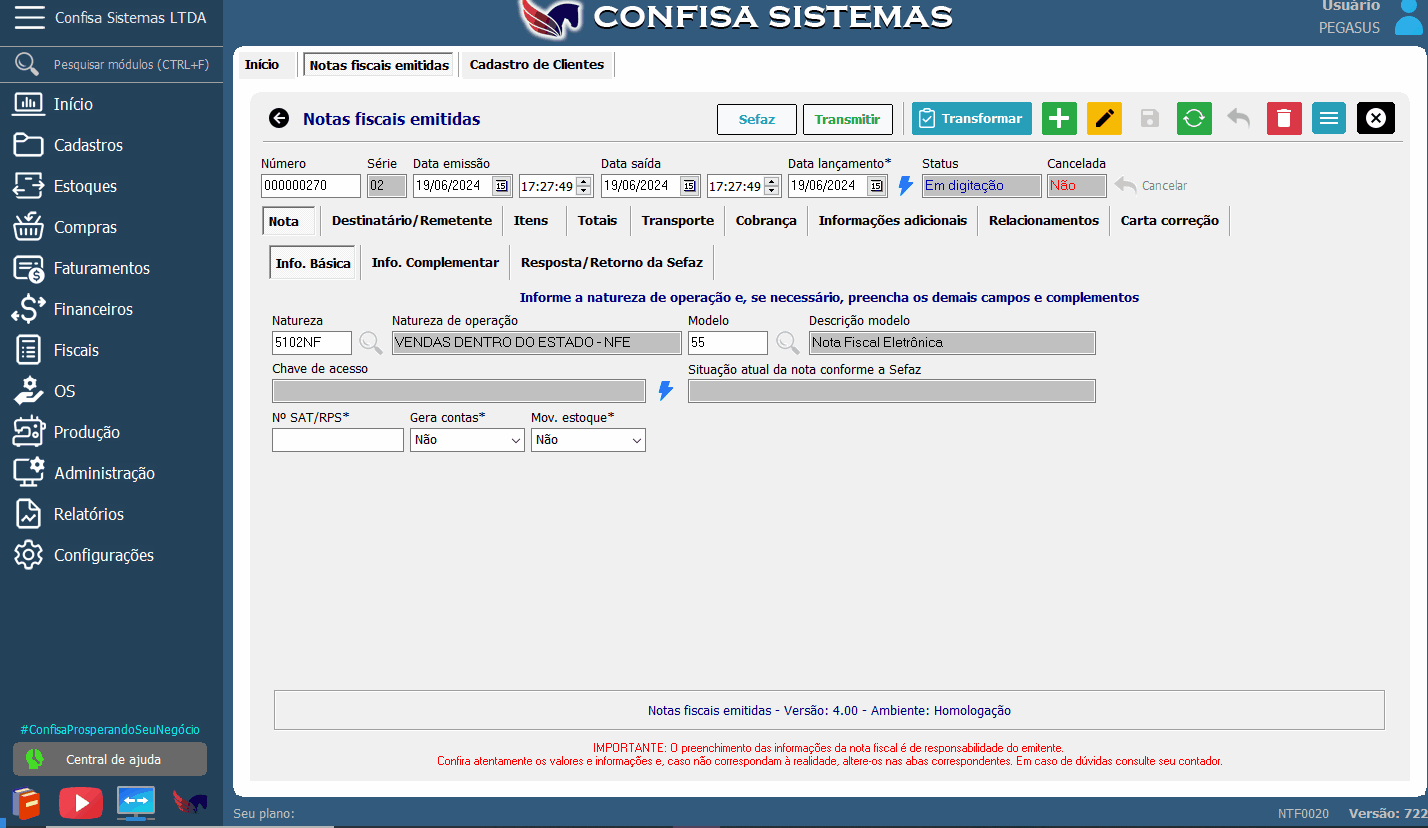 Confisa Sistemas LTDA
CONFISA SISTEMAS
Usuário
PEGASUS
Pesquisar módulos (CTRL+F)
Início
Cadastros
Estoques
Compras
Faturamentos
Financeiros
Fiscais
OS
Produção
Administração
Relatórios
Configurações
#ConfisaProsperandoSeuNegócio
Central de ajuda
Início Notas fiscais emitidas Cadastro de Clientes
Notas fiscais emitidas Sefaz Transmitir Transformar
Número Série Data emissão Data saída Data lançamento* Status Cancelada
000000270 02 19/06/2024 15 17:27:49 19/06/2024 15 17:27:49 19/06/2024 15 Em digitação Não Cancelar
Nota Destinatário/Remetente Itens Totais Transporte Cobrança Informações adicionais Relacionamentos Carta correção
Info. Básica Info. Complementar Resposta/Retorno da Sefaz
Informe a natureza de operação e, se necessário, preencha os demais campos e complementos
Natureza Natureza de operação Modelo Descrição modelo
5102NF VENDAS DENTRO DO ESTADO - NFE 55 Nota Fiscal Eletrônica
Chave de acesso Situação atual da nota conforme a Sefaz
Nº SAT/RPS* Gera contas* Mov. estoque*
Não Não
Notas fiscais emitidas - Versão: 4.00 - Ambiente: Homologação
IMPORTANTE: O preenchimento das informações da nota fiscal é de responsabilidade do emitente.
Confira atentamente os valores e informações e, caso não correspondam à realidade, altere-os nas abas correspondentes. Em caso de dúvidas consulte seu contador.
Seu plano: NTF0020 Versão: 722